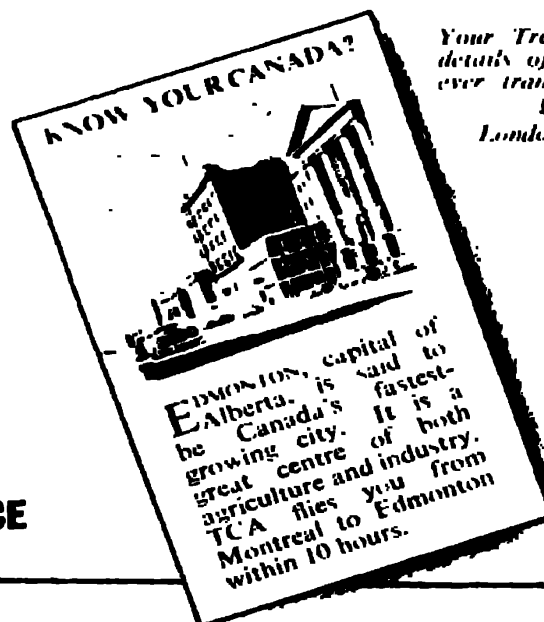 KNOW YOUR CANADA?
Your
details of
ever
London
EDMONTON, capital of
Alberta, is said to
be Canada's fastest-
growing city. It is a
great centre of both
agriculture and industry.
TCA flies you from
Montreal to Edmonton
within 10 hours.
CE